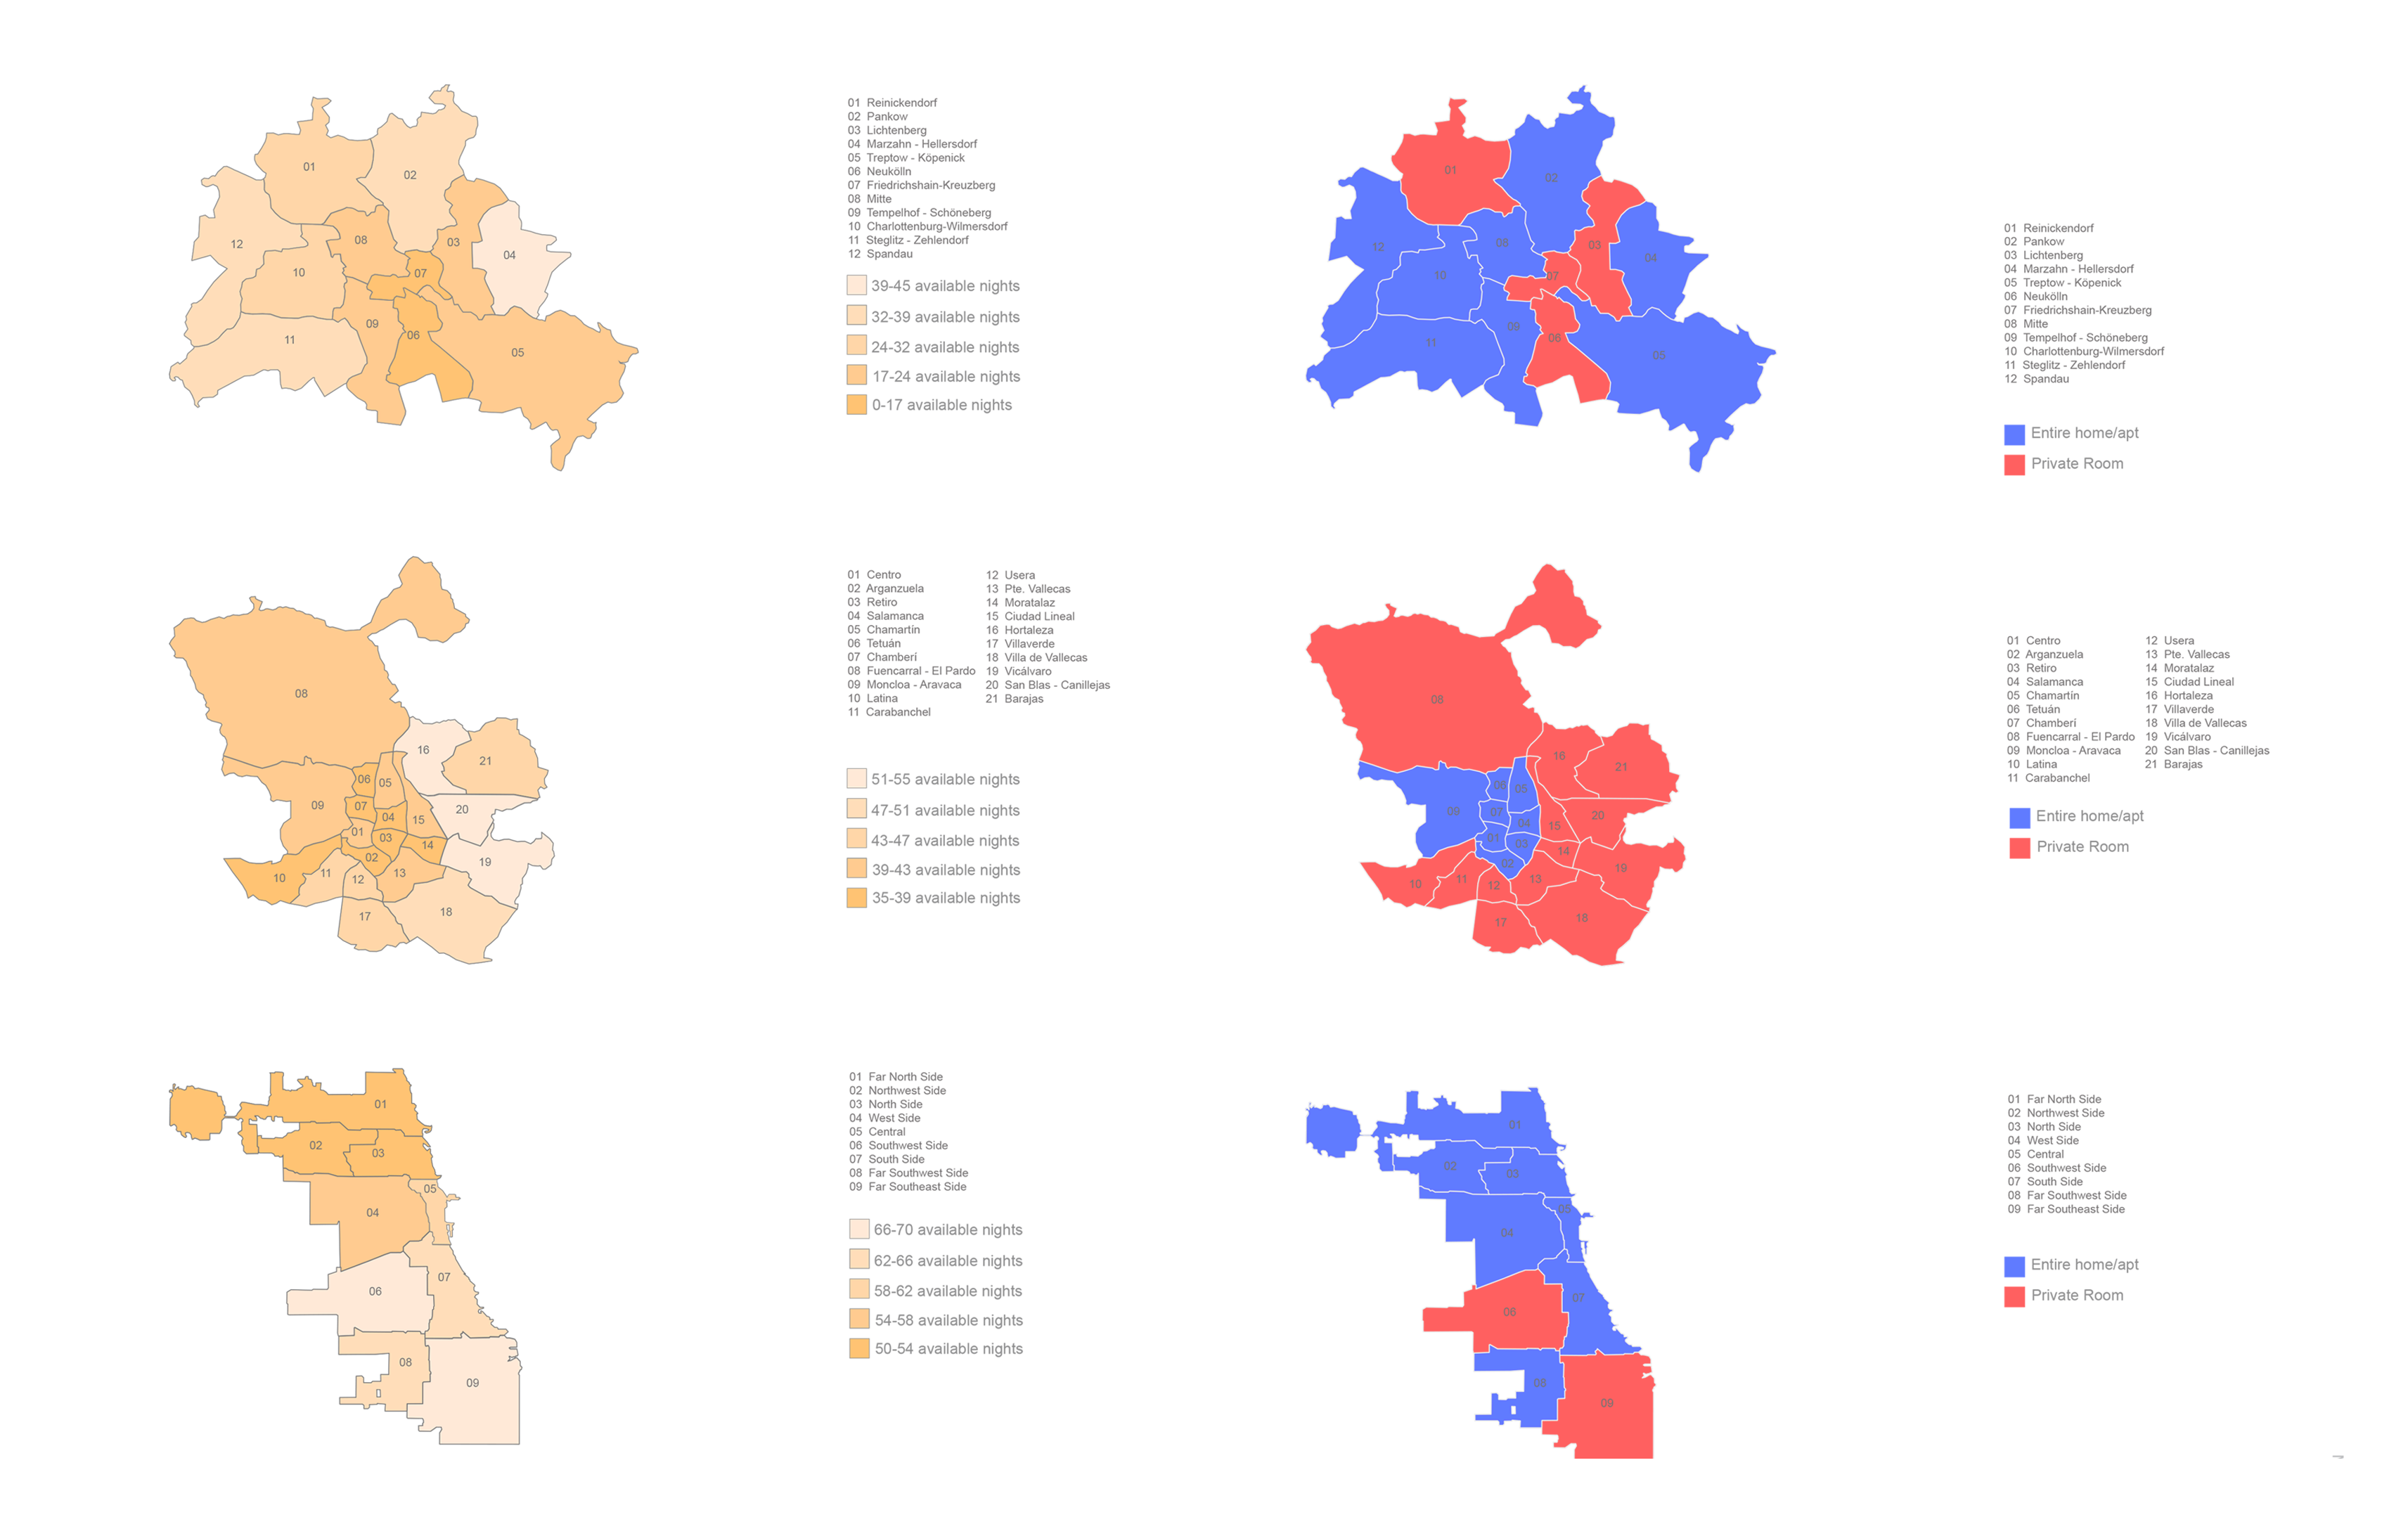 01 Reinickendorf
02 Pankow
03 Lichtenberg
04 Marzahn - Hellersdorf
05 Treptow - Köpenick
06 Neukölln
07 Friedrichshain-Kreuzberg
08 Mitte
09 Tempelhof - Schöneberg
10 Charlottenburg-Wilmersdorf
11 Steglitz - Zehlendorf
12 Spandau
39-45 available nights
32-39 available nights
24-32 available nights
17-24 available nights
0-17 available nights
01
02
03
04
05
06
07
08
09
10
11
12
01
02
03
04
05
06
07
08
09
10
11
12
01 Reinickendorf
02 Pankow
03 Lichtenberg
04 Marzahn - Hellersdorf
05 Treptow - Köpenick
06 Neukölln
07 Friedrichshain-Kreuzberg
08 Mitte
09 Tempelhof - Schöneberg
10 Charlottenburg-Wilmersdorf
11 Steglitz - Zehlendorf
12 Spandau
Entire home/apt
Private Room
08
16
21
06
05
09
07
20
04
15
01
03
14
02
19
10
11
12
13
17
18
01 Centro
02 Arganzuela
03 Retiro
04 Salamanca
05 Chamartín
06 Tetuán
07 Chamberí
08 Fuencarral - El Pardo
09 Moncloa - Aravaca
10 Latina
11 Carabanchel
12 Usera
13 Pte. Vallecas
14 Moratalaz
15 Ciudad Lineal
16 Hortaleza
17 Villaverde
18 Villa de Vallecas
19 Vicálvaro
20 San Blas - Canillejas
21 Barajas
51-55 available nights
47-51 available nights
43-47 available nights
39-43 available nights
35-39 available nights
08
16
21
06
05
09
07
20
04
15
01
03
14
02
19
10
11
12
13
17
18
01 Centro
02 Arganzuela
03 Retiro
04 Salamanca
05 Chamartín
06 Tetuán
07 Chamberí
08 Fuencarral - El Pardo
09 Moncloa - Aravaca
10 Latina
11 Carabanchel
12 Usera
13 Pte. Vallecas
14 Moratalaz
15 Ciudad Lineal
16 Hortaleza
17 Villaverde
18 Villa de Vallecas
19 Vicálvaro
20 San Blas - Canillejas
21 Barajas
Entire home/apt
Private Room
01
02
03
05
04
07
06
08
09
01 Far North Side
02 Northwest Side
03 North Side
04 West Side
05 Central
06 Southwest Side
07 South Side
08 Far Southwest Side
09 Far Southeast Side
66-70 available nights
62-66 available nights
58-62 available nights
54-58 available nights
50-54 available nights
01
02
03
05
04
07
06
08
09
01 Far North Side
02 Northwest Side
03 North Side
04 West Side
05 Central
06 Southwest Side
07 South Side
08 Far Southwest Side
09 Far Southeast Side
Entire home/apt
Private Room